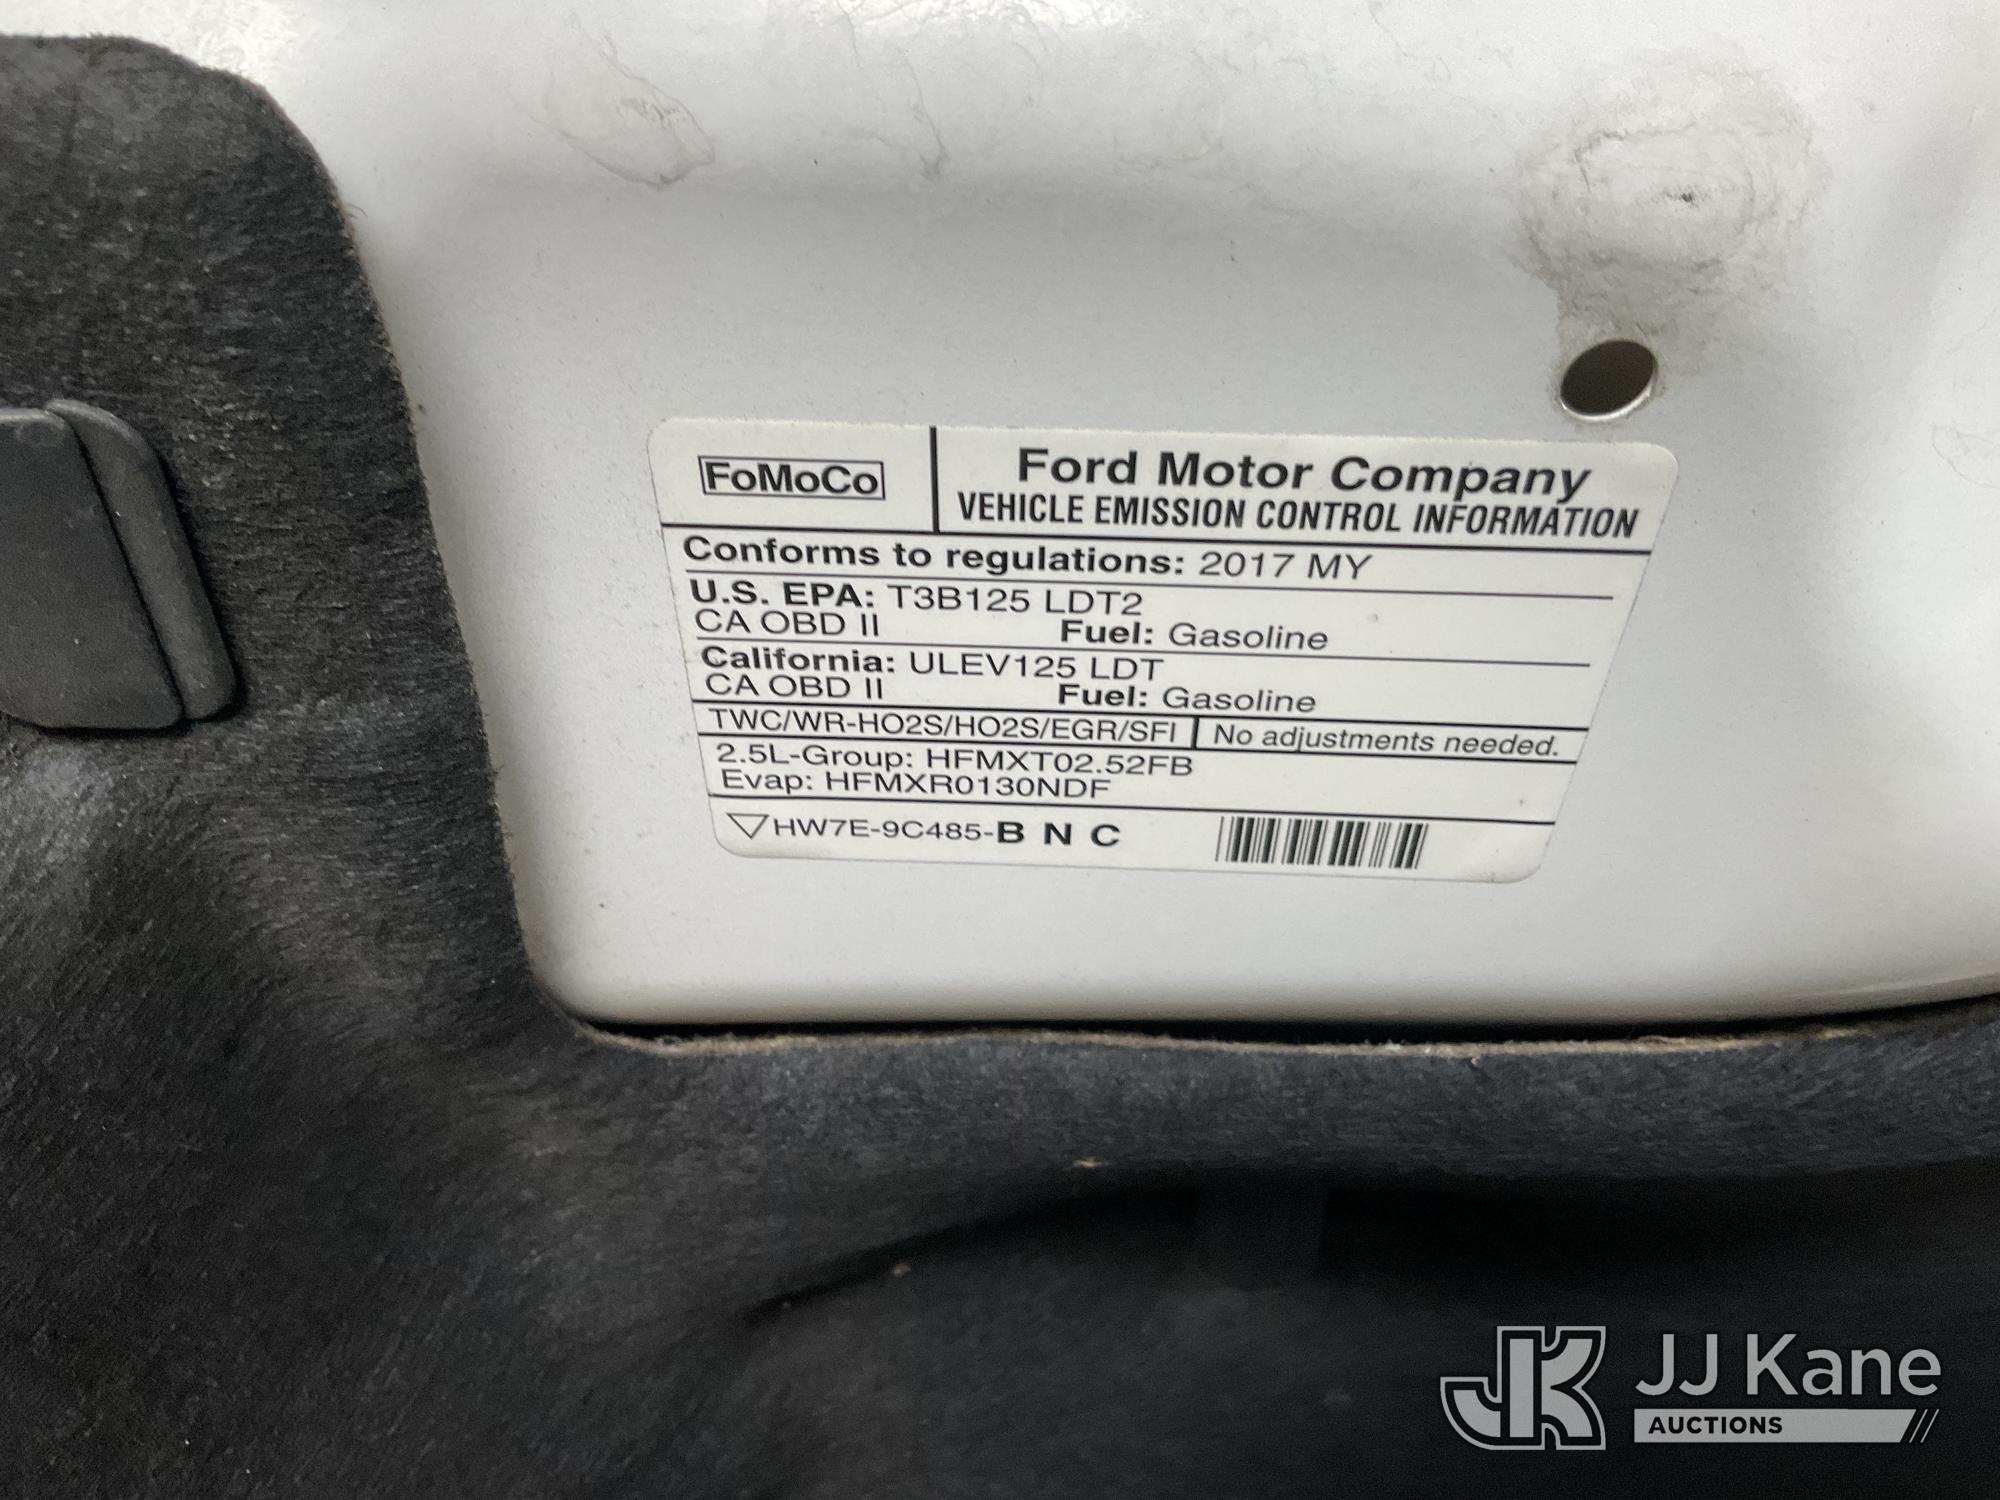 FoMoCo
Ford Motor Company
VEHICLE EMISSION CONTROL INFORMATION
Conforms to regulations: 2017 MY
U.S. EPA: T3B125 LDT2
CA OBD II Fuel: Gasoline
California: ULEV125 LDT
CA OBD II Fuel: Gasoline
TWC/WR-HO2S/HO2S/EGR/SFI No adjustments needed.
2.5L-Group: HFMXT02.52FB
Evap: HFMXR0130NDF
HW7E-9C485-B N C
JK JJ Kane
AUCTIONS